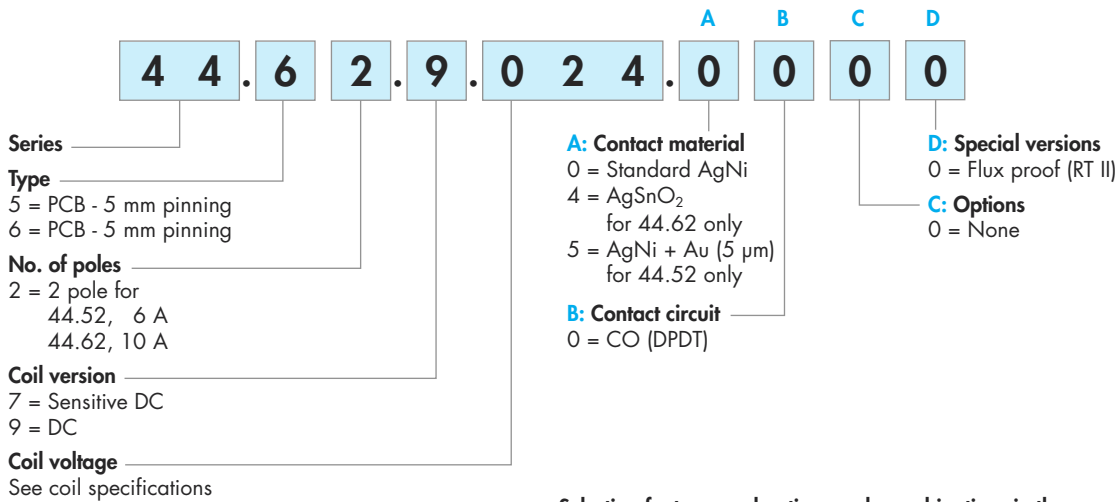 A B C D
4 4 . 6 2 . 9 . 0 2 4 . 0 0 0 0
Series
Type
5 = PCB - 5 mm pinning
6 = PCB - 5 mm pinning
No. of poles
2 = 2 pole for
44.52, 6 A
44.62, 10 A
Coil version
7 = Sensitive DC
9 = DC
Coil voltage
See coil specifications
A: Contact material
0 = Standard AgNi
4 = AgSnO₂
for 44.62 only
5 = AgNi + Au (5 µm)
for 44.52 only
B: Contact circuit
0 = CO (DPDT)
D: Special versions
0 = Flux proof (RT II)
C: Options
0 = None